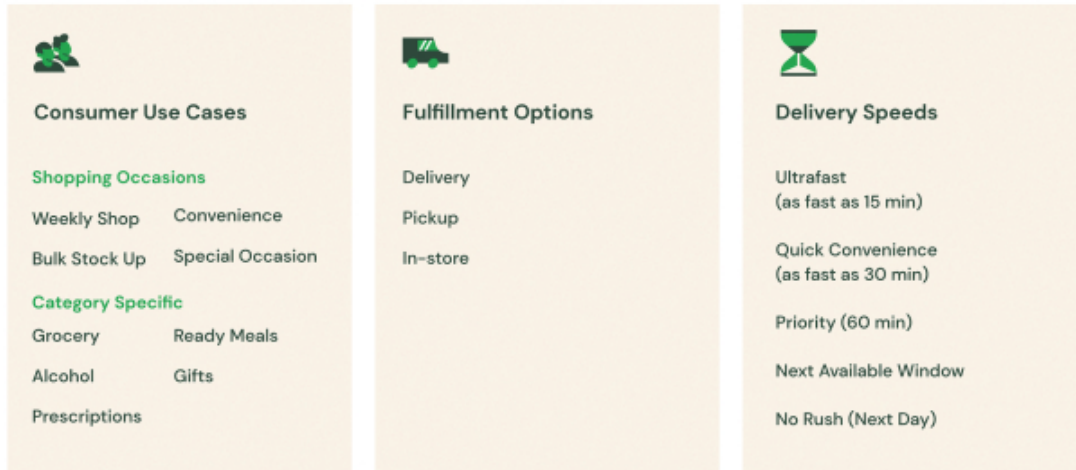 Consumer Use Cases
Shopping Occasions
Weekly Shop
Convenience
Bulk Stock Up
Special Occasion
Category Specific
Grocery
Ready Meals
Alcohol
Gifts
Prescriptions
Fulfillment Options
Delivery
Pickup
In-store
Delivery Speeds
Ultrafast
(as fast as 15 min)
Quick Convenience
(as fast as 30 min)
Priority (60 min)
Next Available Window
No Rush (Next Day)